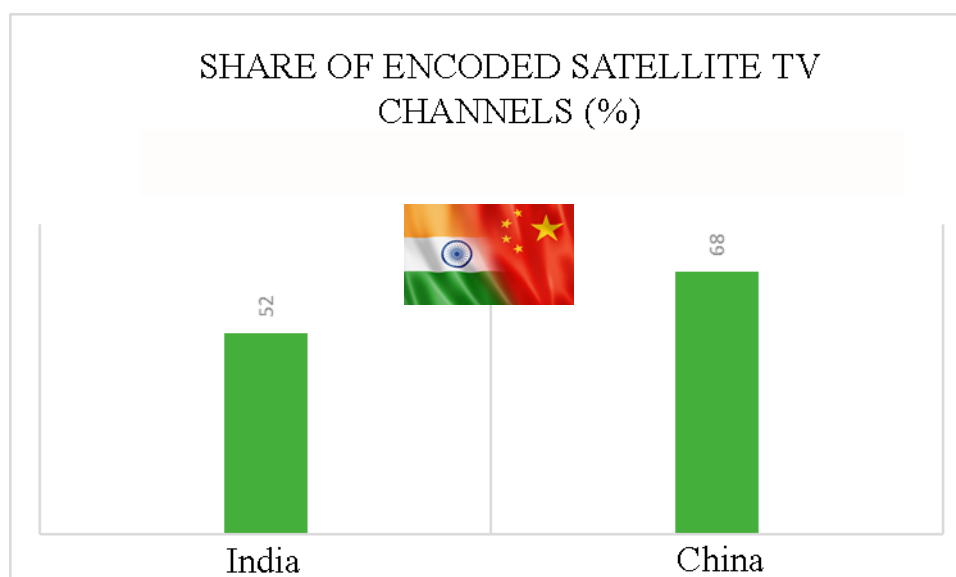 SHARE OF ENCODED SATELLITE TV
CHANNELS (%)
52
68
India
China